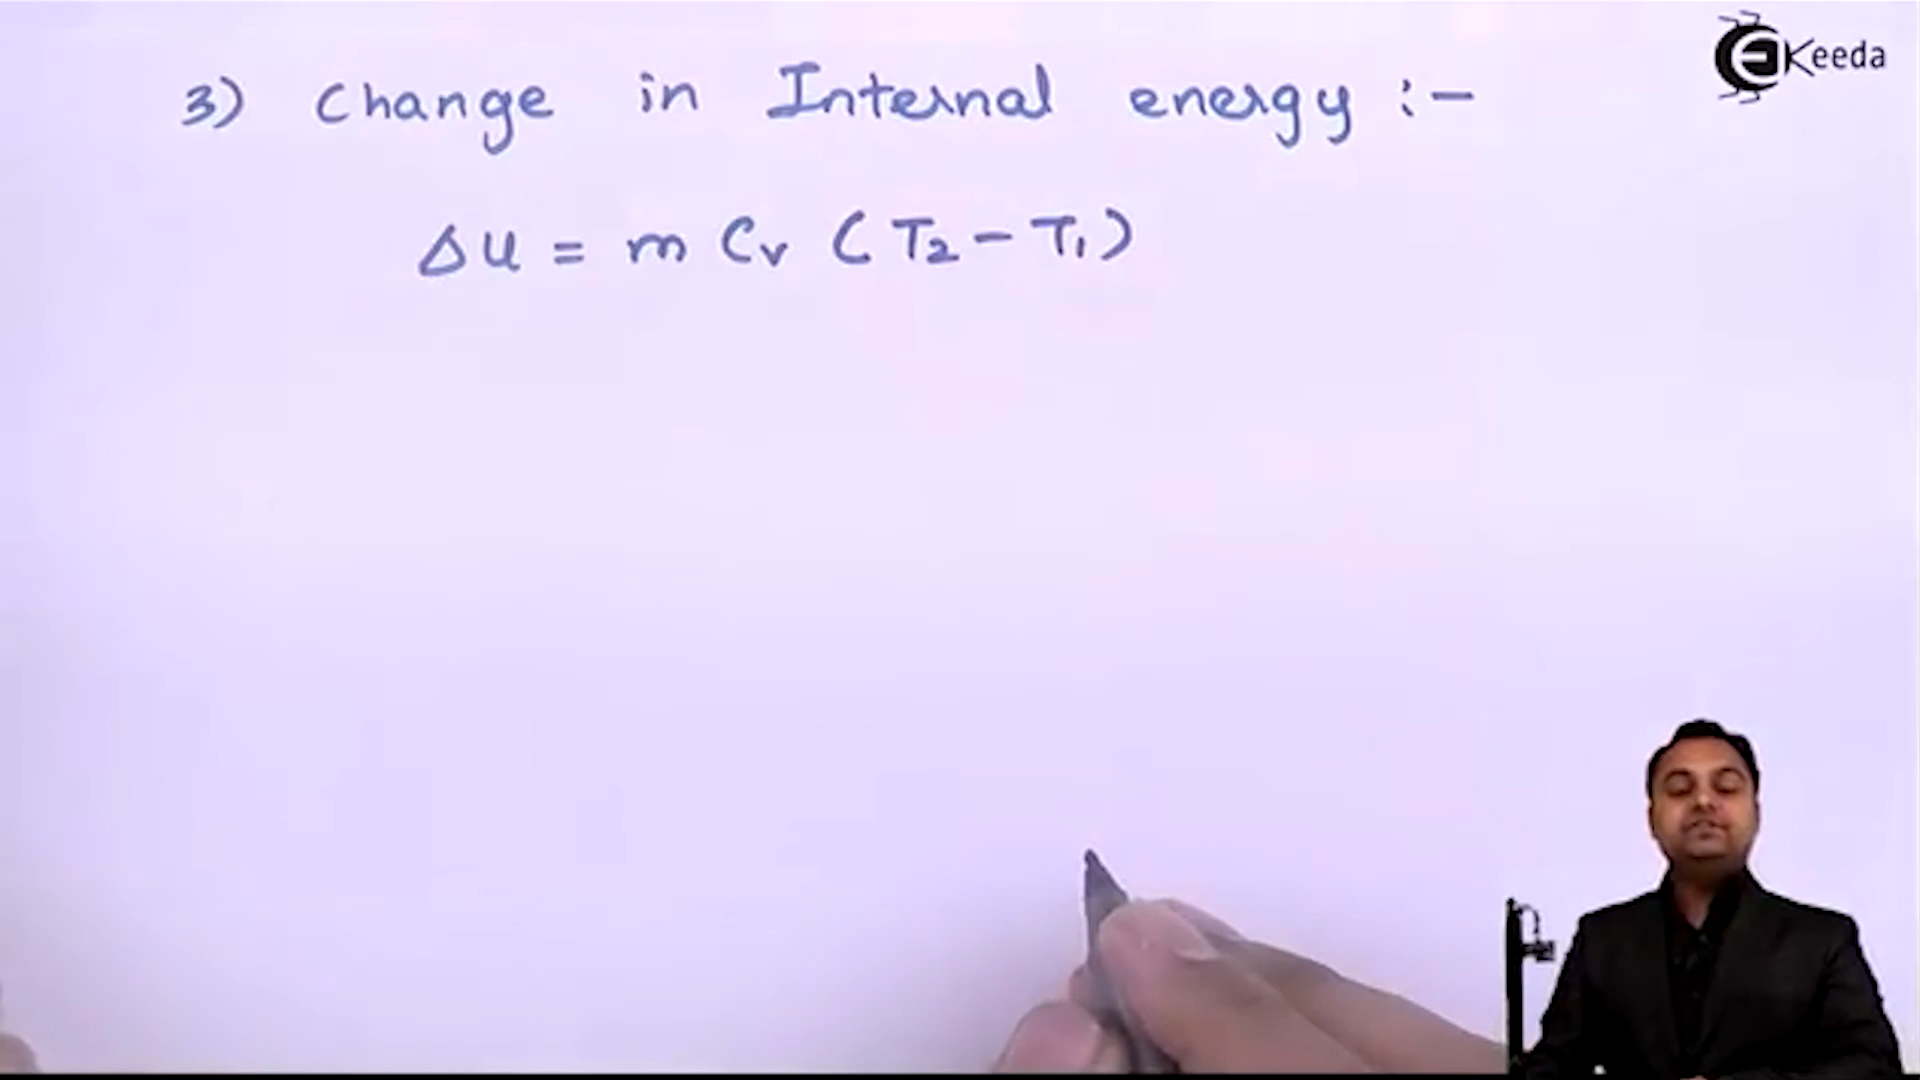 3) Change in Internal energy :-
ΔU = m Cv (T2 - T1)
EKeeda